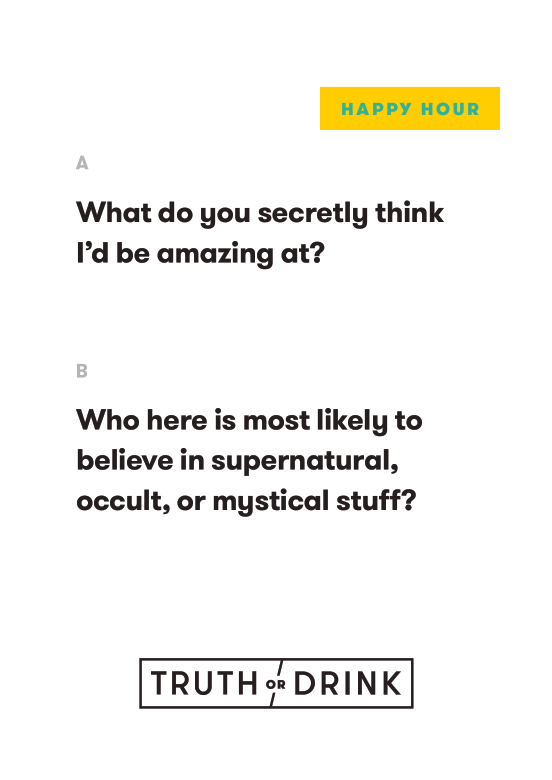 HAPPY HOUR
A
What do you secretly think
I'd be amazing at?
B
Who here is most likely to
believe in supernatural,
occult, or mystical stuff?
TRUTH OR DRINK